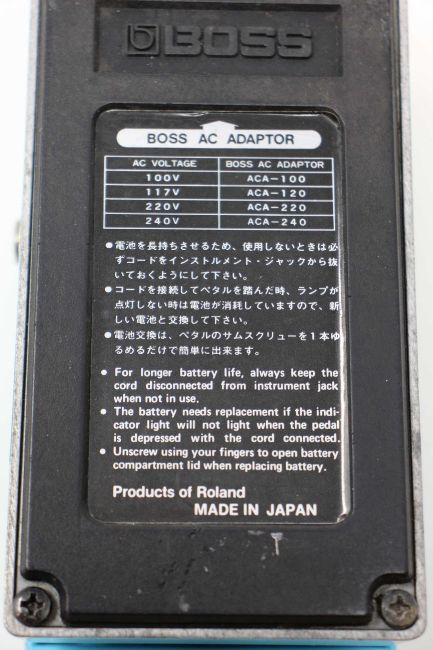 BOSS
BOSS AC ADAPTOR
AC VOLTAGE BOSS AC ADAPTOR
100V ACA-100
117V ACA-120
220V ACA-220
240V ACA-240
●電池を長持ちさせるため、使用しないときは必
ずコードをインストルメント・ジャックから抜
いておくようにして下さい。
●コードを接続してペタルを踏んだ時、ランプが
点灯しない時は電池が消耗していますので、新
しい電池と交換して下さい。
●電池交換は、ペタルのサムスクリューを1本ゆ
るめるだけで簡単に出来ます。
• For longer battery life, always keep the
cord disconnected from instrument jack
when not in use.
• The battery needs replacement if the indi-
cator light will not light when the pedal
is depressed with the cord connected.
• Unscrew using your fingers to open battery
compartment lid when replacing battery.
Products of Roland
MADE IN JAPAN